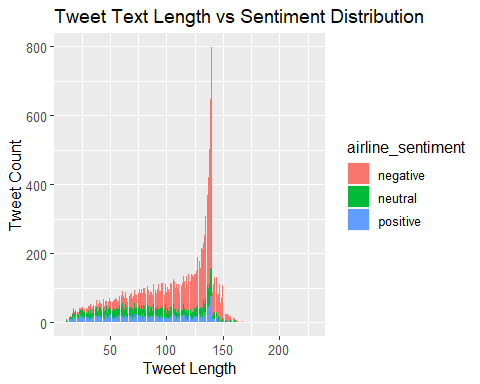 Tweet Text Length vs Sentiment Distribution
800
600
400
200
0
Tweet Count
50 100 150 200
Tweet Length
airline_sentiment
negative
neutral
positive